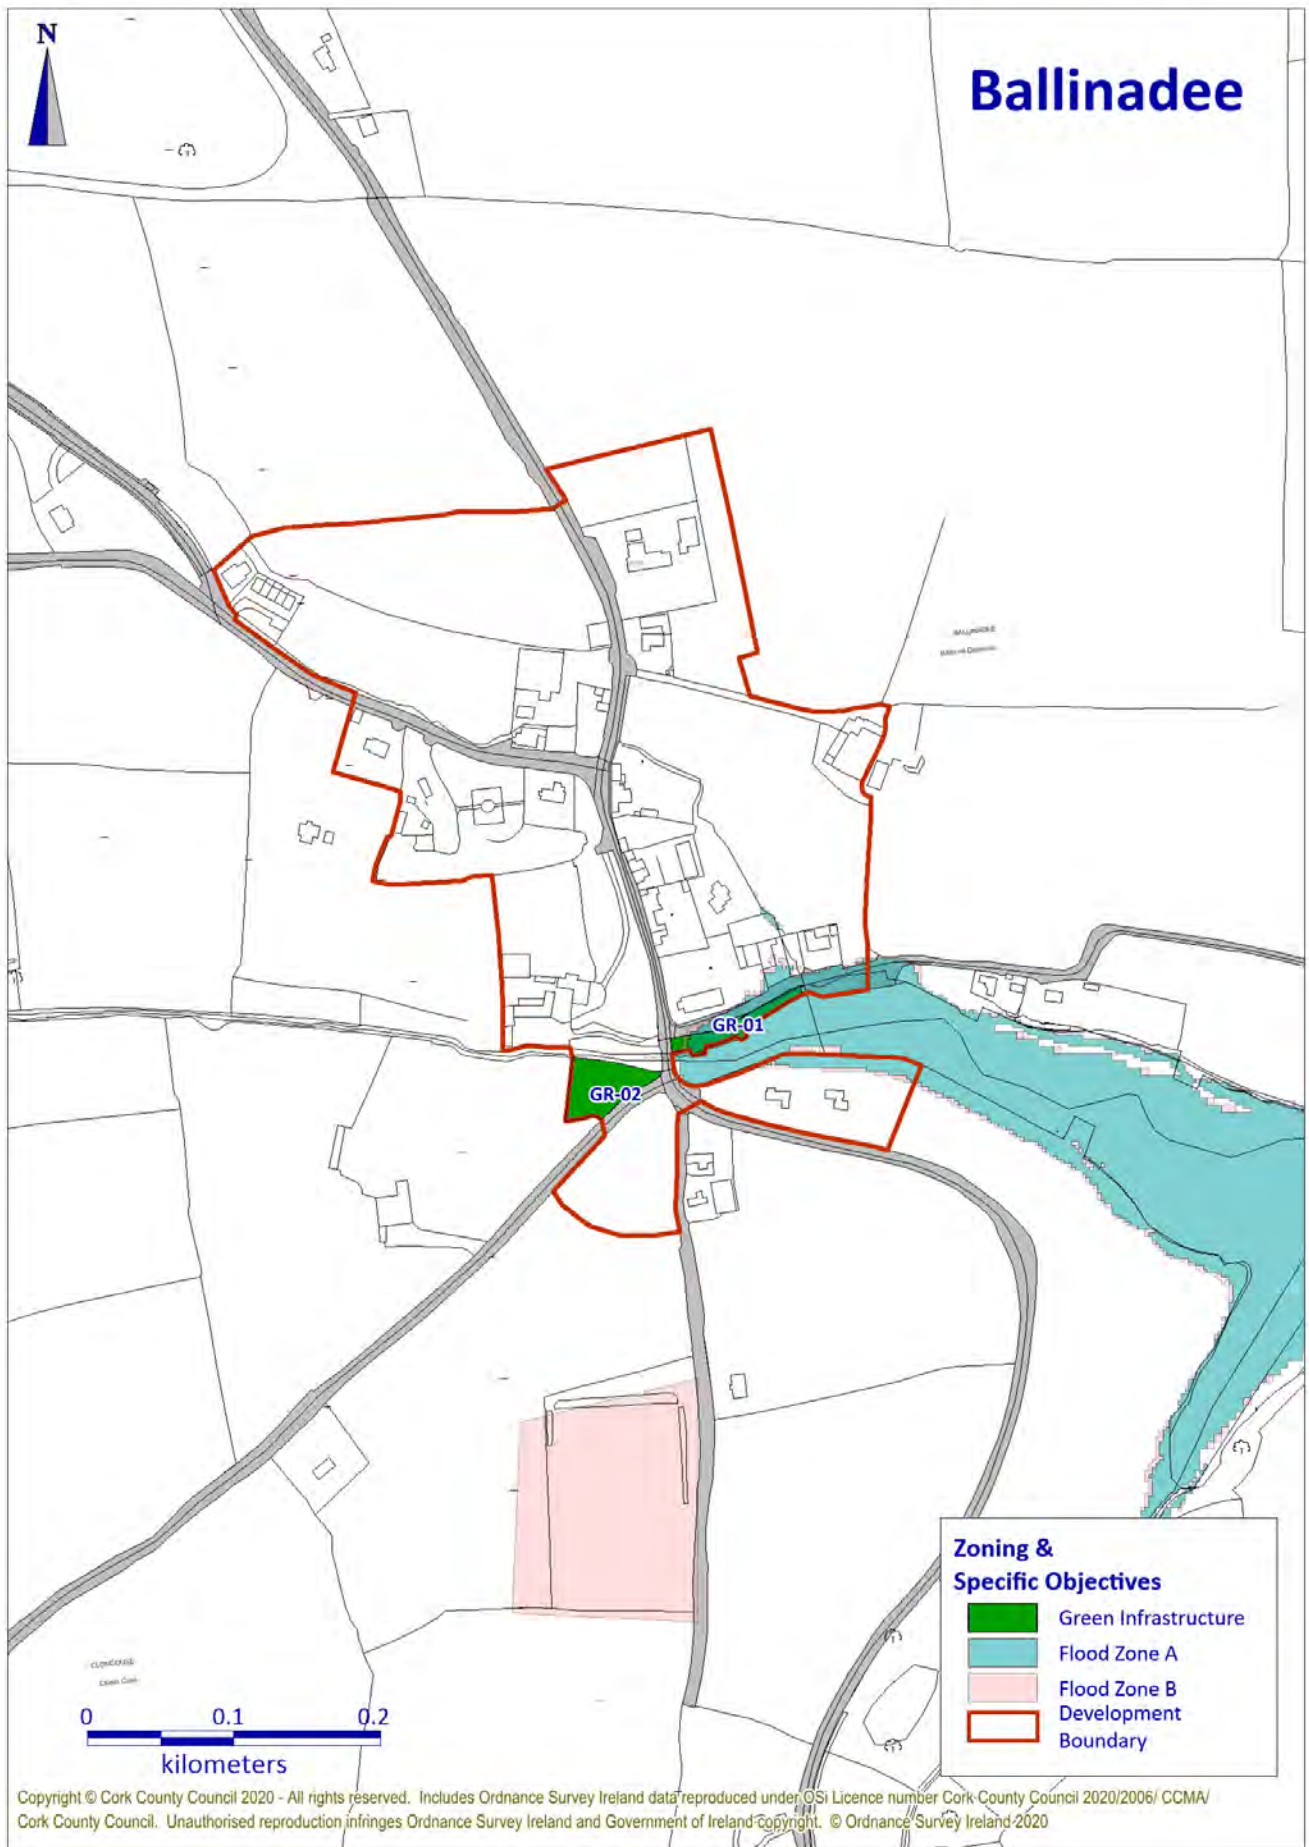 N
Ballinadee
BALLINADEE
GR-01
GR-02
Zoning &
Specific Objectives
Green Infrastructure
Flood Zone A
Flood Zone B
Development
Boundary
0 0.1 0.2
kilometers
Copyright © Cork County Council 2020 - All rights reserved. Includes Ordnance Survey Ireland data reproduced under OSi Licence number Cork County Council 2020/2006/ CCMA/
Cork County Council. Unauthorised reproduction infringes Ordnance Survey Ireland and Government of Ireland copyright. © Ordnance Survey Ireland 2020